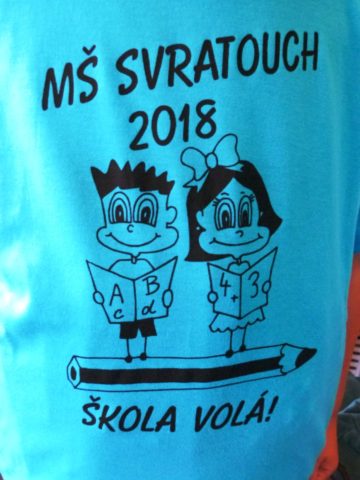 MŠ SVRATOUCH
2018
A B
c d
4+3
ŠKOLA VOLÁ!